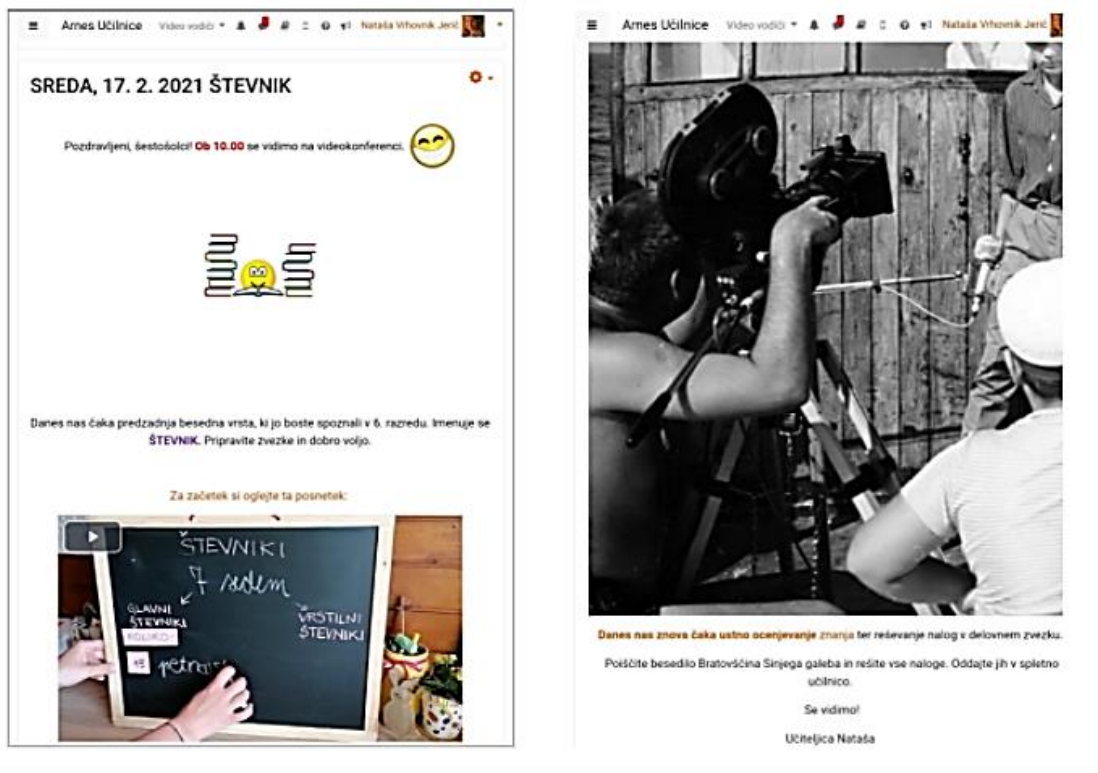 Arnes Učilnice Video vodiči Nataša Vrhovnik Jerič
SREDA, 17. 2. 2021 ŠTEVNIK
Pozdravljeni, šestošolci! Ob 10.00 se vidimo na videokonferenci.
Danes nas čaka predzadnja besedna vrsta, ki jo boste spoznali v 6. razredu. Imenuje se
ŠTEVNIK. Pripravite zvezke in dobro voljo.
Za začetek si oglejte ta posnetek:
ŠTEVNIKI
7 sedem
GLAVNI
ŠTEVNIKI
KOLIKO?
VRSTILNI
ŠTEVNIKI
15
Arnes Učilnice Video vodiči Nataša Vrhovnik Jerič
Danes nas znova čaka ustno ocenjevanje znanja ter reševanje nalog v delovnem zvezku.
Poiščite besedilo Bratovščina Sinjega galeba in rešite vse naloge. Oddajte jih v spletno
učilnico.
Se vidimo!
Učiteljica Nataša